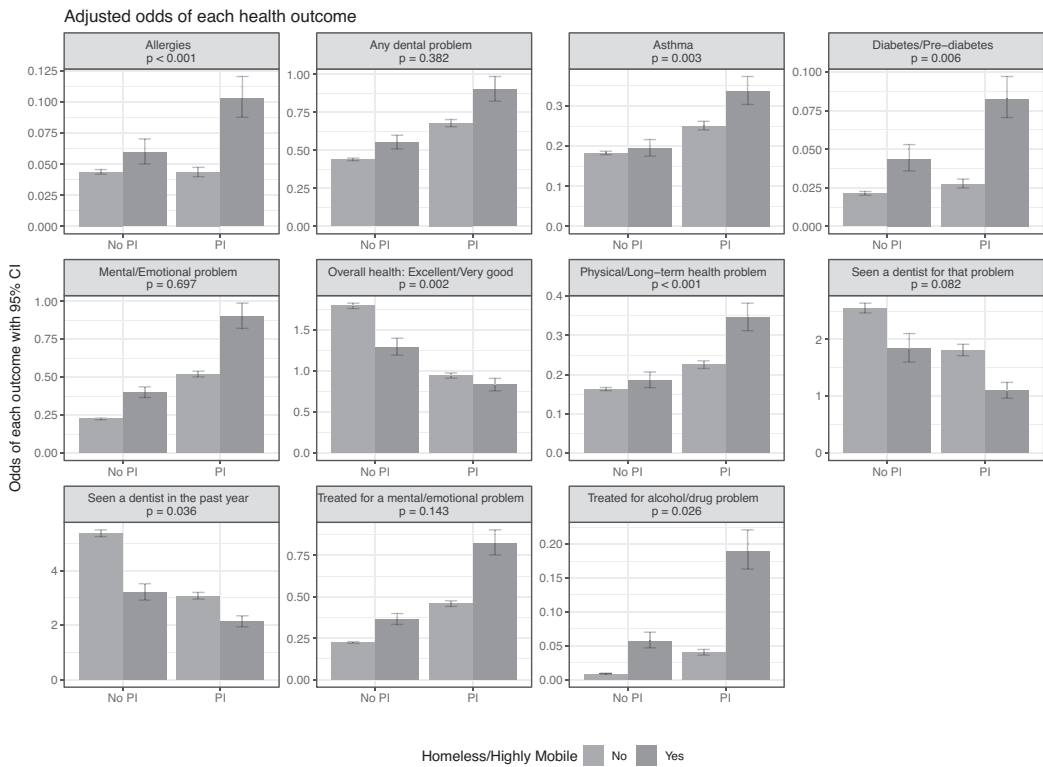 Adjusted odds of each health outcome
Allergies
p < 0.001
Any dental problem
p = 0.382
Asthma
p = 0.003
Diabetes/Pre−diabetes
p = 0.006
0.125
0.100
0.075
0.050
0.025
0.000
No PI
PI
1.00
0.75
0.50
0.25
0.00
No PI
PI
0.3
0.2
0.1
0.0
No PI
PI
0.100
0.075
0.050
0.025
0.000
No PI
PI
Odds of each outcome with 95% CI
Mental/Emotional problem
p = 0.697
Overall health: Excellent/Very good
p = 0.002
Physical/Long−term health problem
p < 0.001
Seen a dentist for that problem
p = 0.082
1.00
0.75
0.50
0.25
0.00
No PI
PI
1.5
1.0
0.5
0.0
No PI
PI
0.4
0.3
0.2
0.1
0.0
No PI
PI
2
1
0
No PI
PI
Seen a dentist in the past year
p = 0.036
Treated for a mental/emotional problem
p = 0.143
Treated for alcohol/drug problem
p = 0.026
4
2
0
No PI
PI
0.75
0.50
0.25
0.00
No PI
PI
0.20
0.15
0.10
0.05
0.00
No PI
PI
Homeless/Highly Mobile No Yes